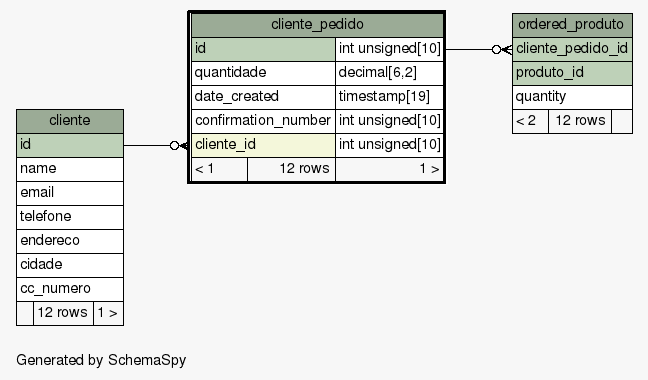 cliente_pedido
id int unsigned[10]
quantidade decimal[6,2]
date_created timestamp[19]
confirmation_number int unsigned[10]
cliente_id int unsigned[10]
< 1 12 rows 1 >
ordered_produto
cliente_pedido_id
produto_id
quantity
< 2 12 rows
cliente
id
name
email
telefone
endereco
cidade
cc_numero
12 rows 1 >
Generated by SchemaSpy